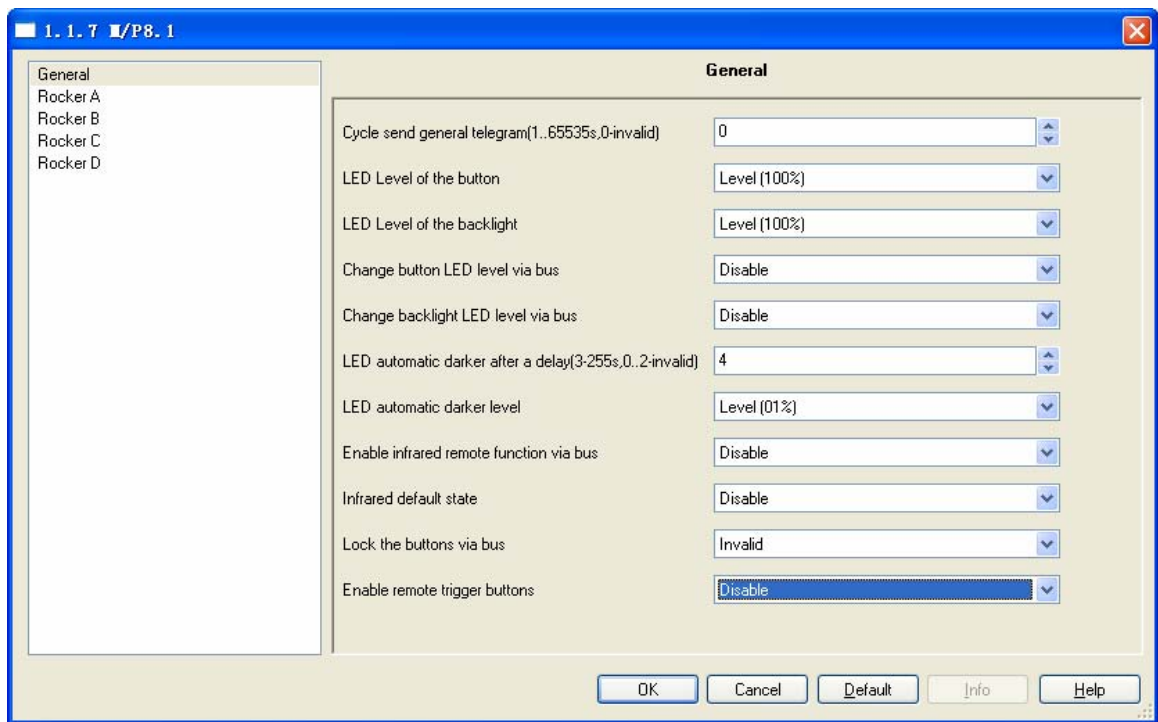 1.1.7 M/P8.1
General
Rocker A
Rocker B
Rocker C
Rocker D
General
Cycle send general telegram(1..65535s,0-invalid) 0
LED Level of the button Level (100%)
LED Level of the backlight Level (100%)
Change button LED level via bus Disable
Change backlight LED level via bus Disable
LED automatic darker after a delay(3-255s,0..2-invalid) 4
LED automatic darker level Level (01%)
Enable infrared remote function via bus Disable
Infrared default state Disable
Lock the buttons via bus Invalid
Enable remote trigger buttons Disable
OK Cancel Default Info Help